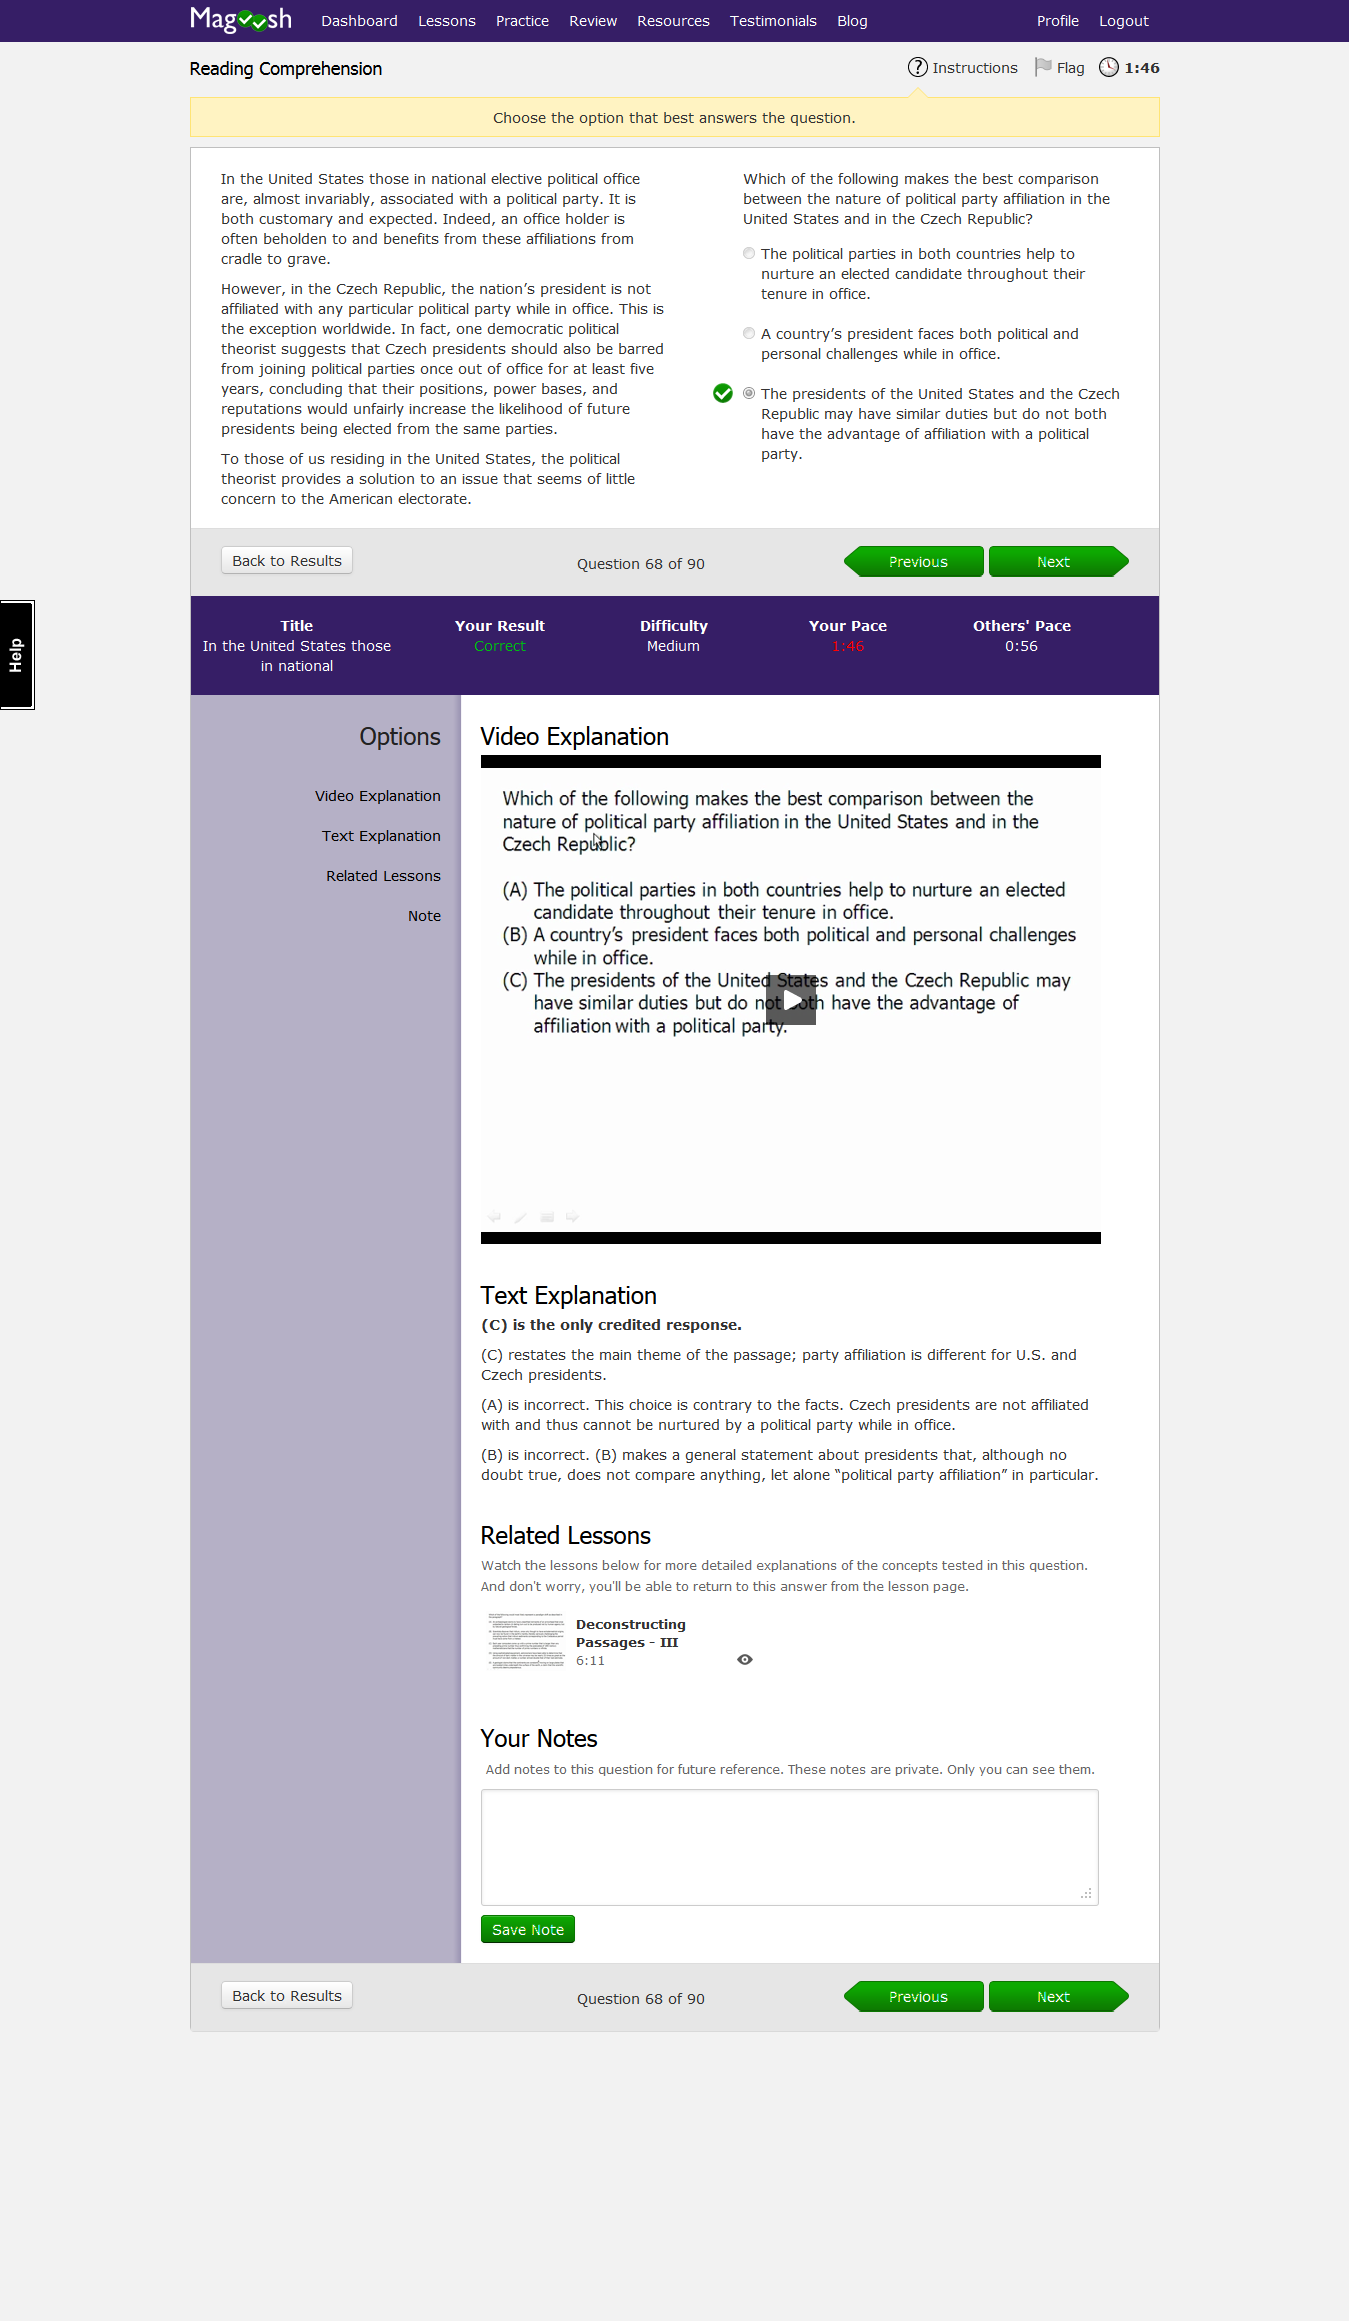 Magoosh Dashboard Lessons Practice Review Resources Testimonials Blog Profile Logout
Reading Comprehension
Instructions Flag 1:46
Choose the option that best answers the question.
In the United States those in national elective political office
are, almost invariably, associated with a political party. It is
both customary and expected. Indeed, an office holder is
often beholden to and benefits from these affiliations from
cradle to grave.
However, in the Czech Republic, the nation’s president is not
affiliated with any particular political party while in office. This is
the exception worldwide. In fact, one democratic political
theorist suggests that Czech presidents should also be barred
from joining political parties once out of office for at least five
years, concluding that their positions, power bases, and
reputations would unfairly increase the likelihood of future
presidents being elected from the same parties.
To those of us residing in the United States, the political
theorist provides a solution to an issue that seems of little
concern to the American electorate.
Which of the following makes the best comparison
between the nature of political party affiliation in the
United States and in the Czech Republic?
The political parties in both countries help to
nurture an elected candidate throughout their
tenure in office.
A country’s president faces both political and
personal challenges while in office.
The presidents of the United States and the Czech
Republic may have similar duties but do not both
have the advantage of affiliation with a political
party.
Back to Results
Question 68 of 90
Previous
Next
Help
Title
In the United States those
in national
Your Result
Correct
Difficulty
Medium
Your Pace
1:46
Others' Pace
0:56
Options
Video Explanation
Text Explanation
Related Lessons
Note
Video Explanation
Which of the following makes the best comparison between the
nature of political party affiliation in the United States and in the
Czech Republic?
(A) The political parties in both countries help to nurture an elected
candidate throughout their tenure in office.
(B) A country’s president faces both political and personal challenges
while in office.
(C) The presidents of the United States and the Czech Republic may
have similar duties but do not both have the advantage of
affiliation with a political party.
Text Explanation
(C) is the only credited response.
(C) restates the main theme of the passage; party affiliation is different for U.S. and
Czech presidents.
(A) is incorrect. This choice is contrary to the facts. Czech presidents are not affiliated
with and thus cannot be nurtured by a political party while in office.
(B) is incorrect. (B) makes a general statement about presidents that, although no
doubt true, does not compare anything, let alone “political party affiliation” in particular.
Related Lessons
Watch the lessons below for more detailed explanations of the concepts tested in this question.
And don't worry, you'll be able to return to this answer from the lesson page.
Deconstructing
Passages - III
6:11
Your Notes
Add notes to this question for future reference. These notes are private. Only you can see them.
Save Note
Back to Results
Question 68 of 90
Previous
Next